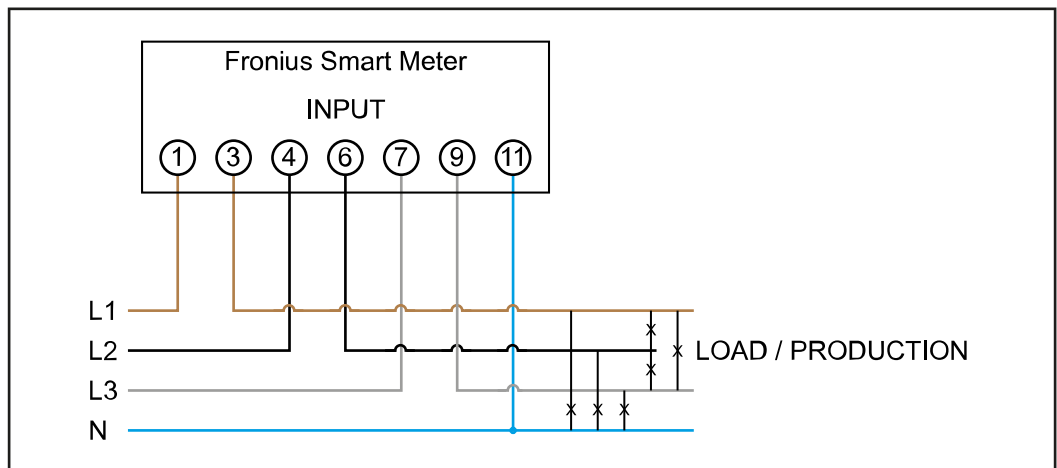 Fronius Smart Meter
INPUT
1 3 4 6 7 9 11
L1
L2
LOAD / PRODUCTION
L3
N